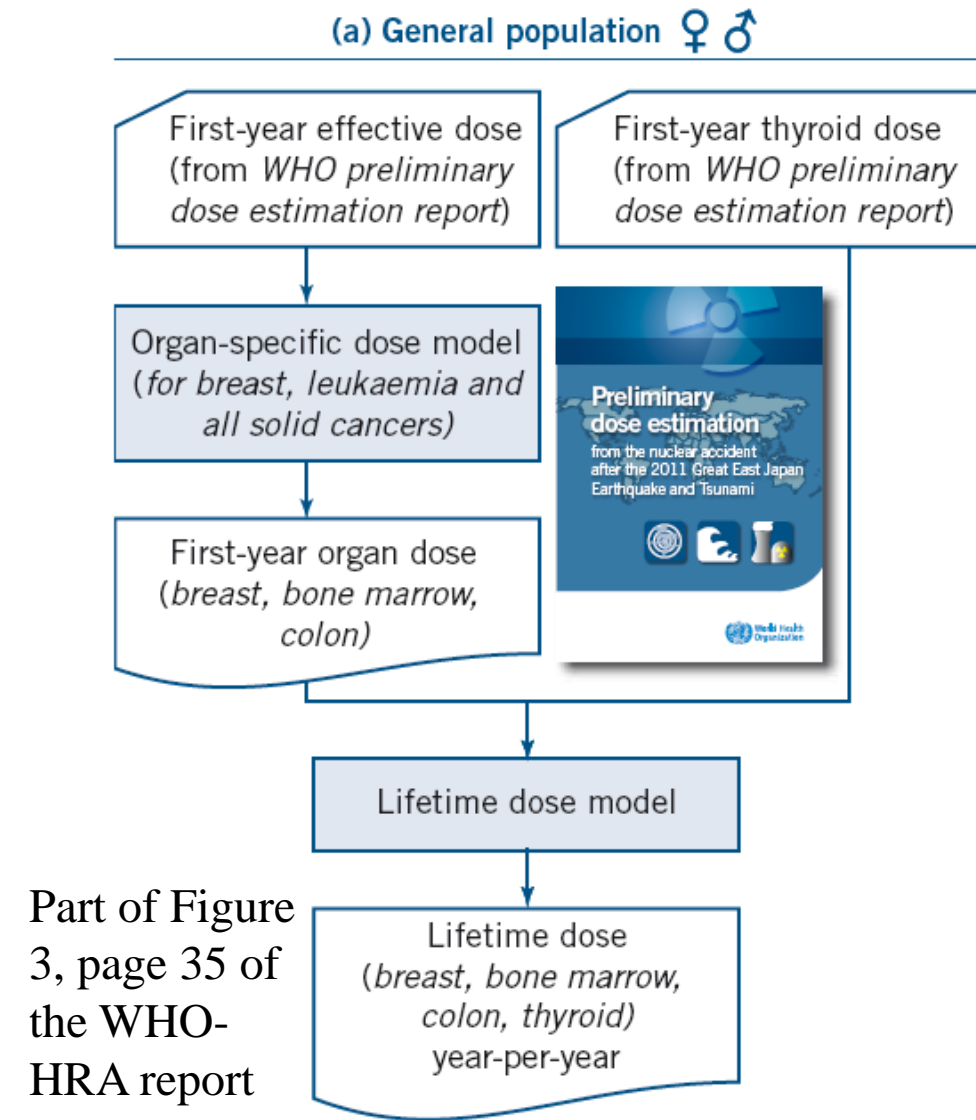 (a) General population ♀ ♂
First-year effective dose
(from WHO preliminary
dose estimation report)
First-year thyroid dose
(from WHO preliminary
dose estimation report)
Organ-specific dose model
(for breast, leukaemia and
all solid cancers)
Preliminary
dose estimation
from the nuclear accident
after the 2011 Great East Japan
Earthquake and Tsunami
World Health
Organization
First-year organ dose
(breast, bone marrow,
colon)
Lifetime dose model
Lifetime dose
(breast, bone marrow,
colon, thyroid)
year-per-year
Part of Figure
3, page 35 of
the WHO-
HRA report